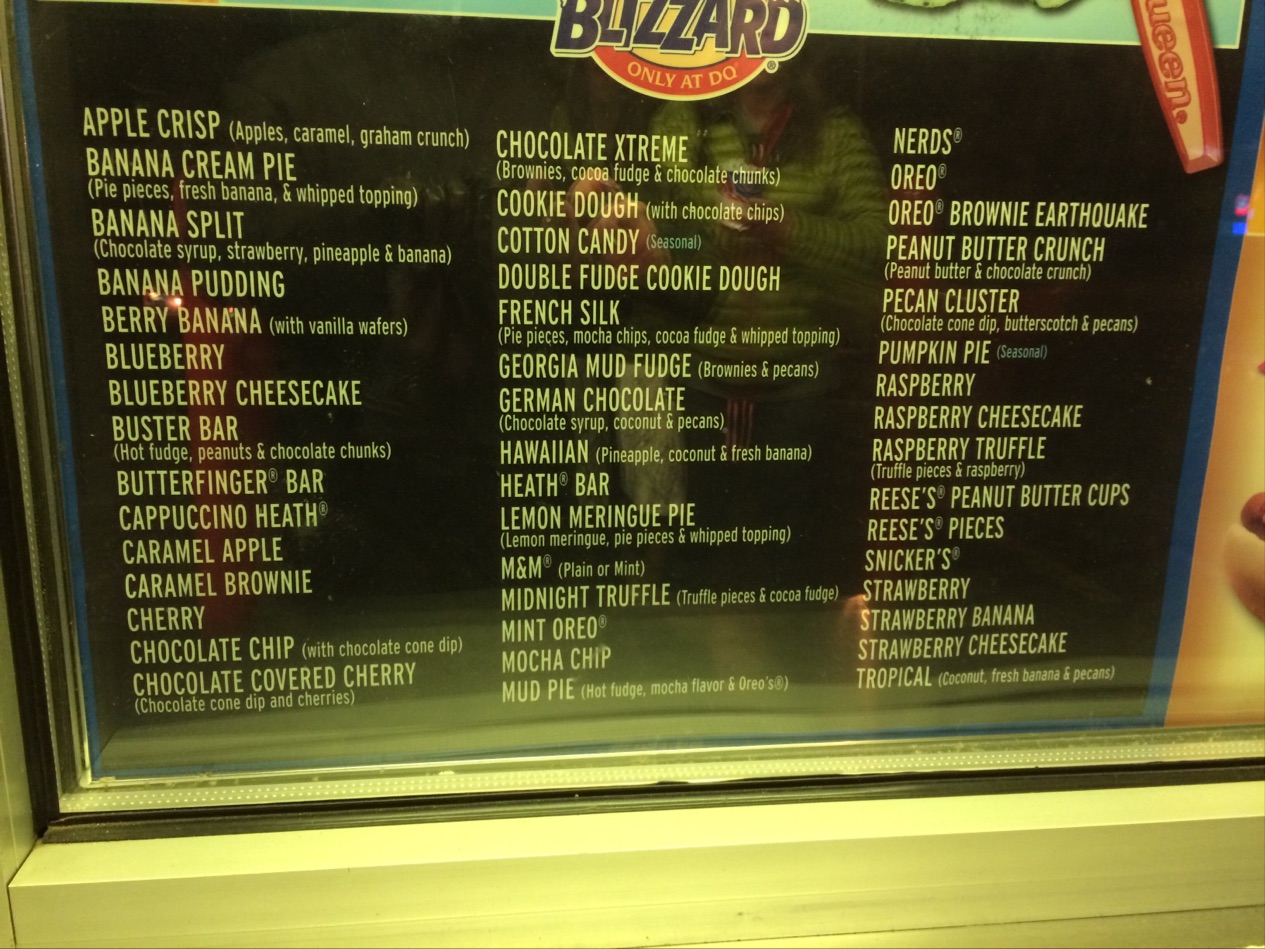 BLIZZARD®
ONLY AT DQ®
ueen®
APPLE CRISP (Apples, caramel, graham crunch)
BANANA CREAM PIE
(Pie pieces, fresh banana, & whipped topping)
BANANA SPLIT
(Chocolate syrup, strawberry, pineapple & banana)
BANANA PUDDING
BERRY BANANA (with vanilla wafers)
BLUEBERRY
BLUEBERRY CHEESECAKE
BUSTER BAR
(Hot fudge, peanuts & chocolate chunks)
BUTTERFINGER® BAR
CAPPUCCINO HEATH®
CARAMEL APPLE
CARAMEL BROWNIE
CHERRY
CHOCOLATE CHIP (with chocolate cone dip)
CHOCOLATE COVERED CHERRY
(Chocolate cone dip and cherries)
CHOCOLATE XTREME
(Brownies, cocoa fudge & chocolate chunks)
COOKIE DOUGH (with chocolate chips)
COTTON CANDY (Seasonal)
DOUBLE FUDGE COOKIE DOUGH
FRENCH SILK
(Pie pieces, mocha chips, cocoa fudge & whipped topping)
GEORGIA MUD FUDGE (Brownies & pecans)
GERMAN CHOCOLATE
(Chocolate syrup, coconut & pecans)
HAWAIIAN (Pineapple, coconut & fresh banana)
HEATH® BAR
LEMON MERINGUE PIE
(Lemon meringue, pie pieces & whipped topping)
M&M® (Plain or Mint)
MIDNIGHT TRUFFLE (Truffle pieces & cocoa fudge)
MINT OREO®
MOCHA CHIP
MUD PIE (Hot fudge, mocha flavor & Oreo's®)
NERDS®
OREO®
OREO® BROWNIE EARTHQUAKE
PEANUT BUTTER CRUNCH
(Peanut butter & chocolate crunch)
PECAN CLUSTER
(Chocolate cone dip, butterscotch & pecans)
PUMPKIN PIE (Seasonal)
RASPBERRY
RASPBERRY CHEESECAKE
RASPBERRY TRUFFLE
(Truffle pieces & raspberry)
REESE'S® PEANUT BUTTER CUPS
REESE'S® PIECES
SNICKER'S®
STRAWBERRY
STRAWBERRY BANANA
STRAWBERRY CHEESECAKE
TROPICAL (Coconut, fresh banana & pecans)